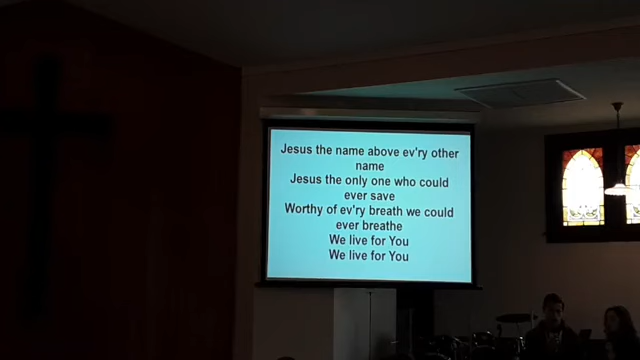 Jesus the name above ev'ry other
name
Jesus the only one who could
ever save
Worthy of ev'ry breath we could
ever breathe
We live for You
We live for You